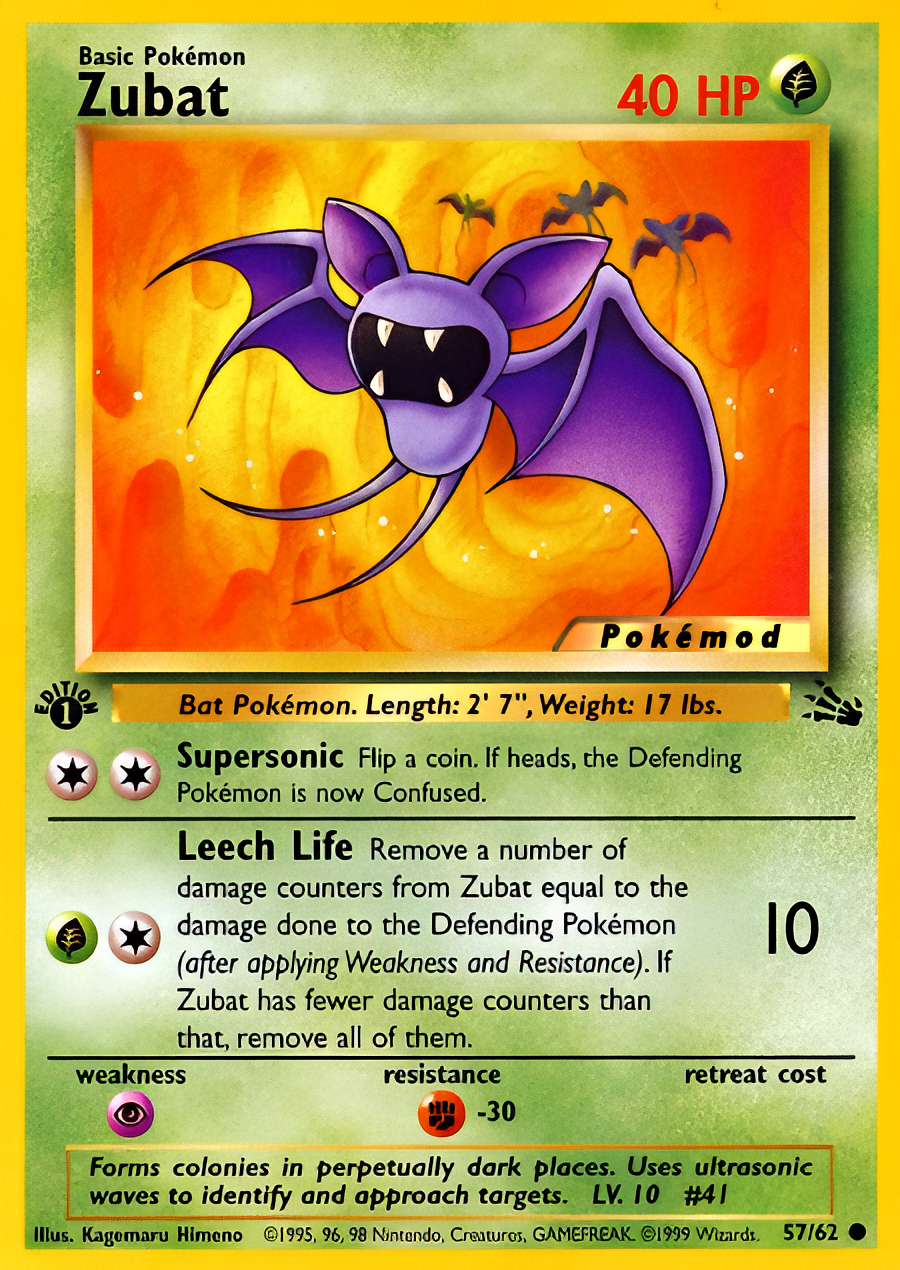 Basic Pokémon
Zubat
40 HP
Pokémod
EDITION
1
Bat Pokémon. Length: 2' 7", Weight: 17 lbs.
Supersonic Flip a coin. If heads, the Defending
Pokémon is now Confused.
Leech Life Remove a number of
damage counters from Zubat equal to the
damage done to the Defending Pokémon
(after applying Weakness and Resistance). If
Zubat has fewer damage counters than
that, remove all of them.
10
weakness resistance retreat cost
-30
Forms colonies in perpetually dark places. Uses ultrasonic
waves to identify and approach targets. LV. 10 #41
Illus. Kagemaru Himeno ©1995, 96, 98 Nintendo, Creatures, GAMEFREAK. ©1999 Wizards. 57/62